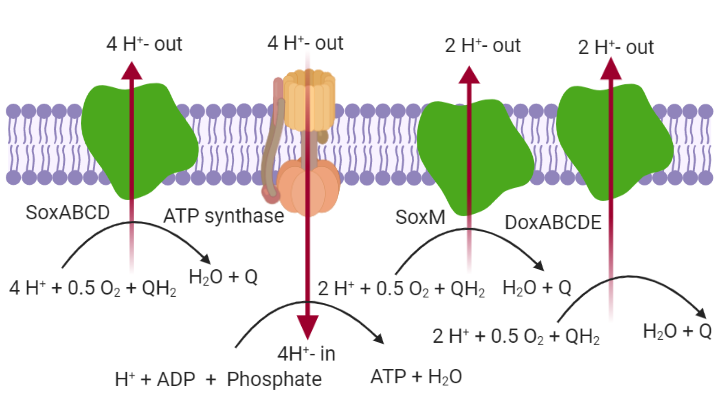 4 H⁺- out
4 H⁺- out
2 H⁺- out
2 H⁺- out
SoxABCD
ATP synthase
SoxM
DoxABCDE
4 H⁺ + 0.5 O₂ + QH₂
H₂O + Q
2 H⁺ + 0.5 O₂ + QH₂
H₂O + Q
2 H⁺ + 0.5 O₂ + QH₂
H₂O + Q
4H⁺- in
H⁺ + ADP + Phosphate
ATP + H₂O